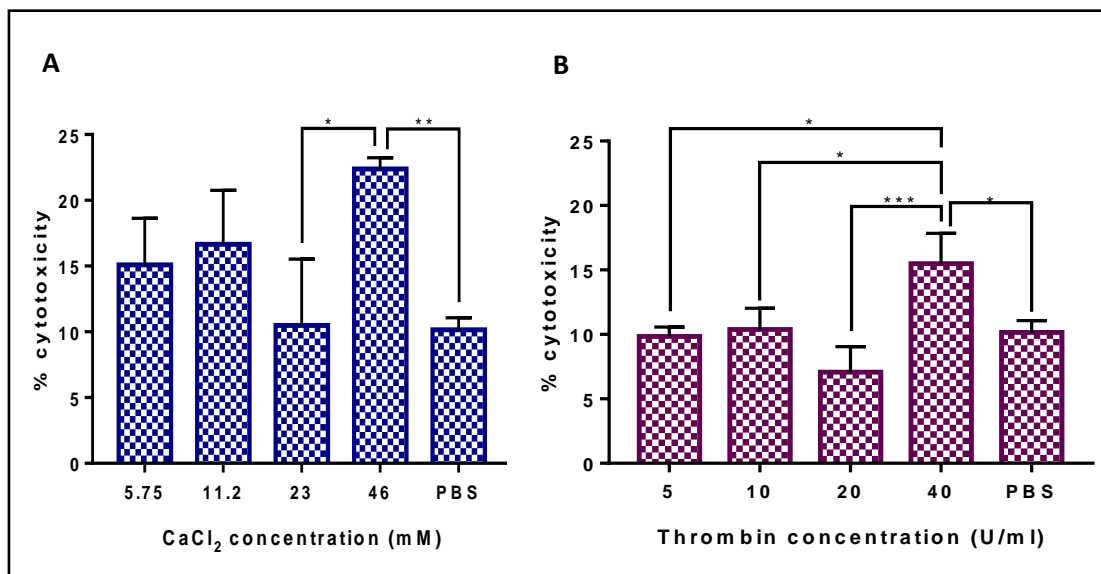 A
% cytotoxicity
25
20
15
10
5
0
* **
5.75 11.2 23 46 PBS
CaCl₂ concentration (mM)
B
% cytotoxicity
25
20
15
10
5
0
*
*
*** *
5 10 20 40 PBS
Thrombin concentration (U/ml)